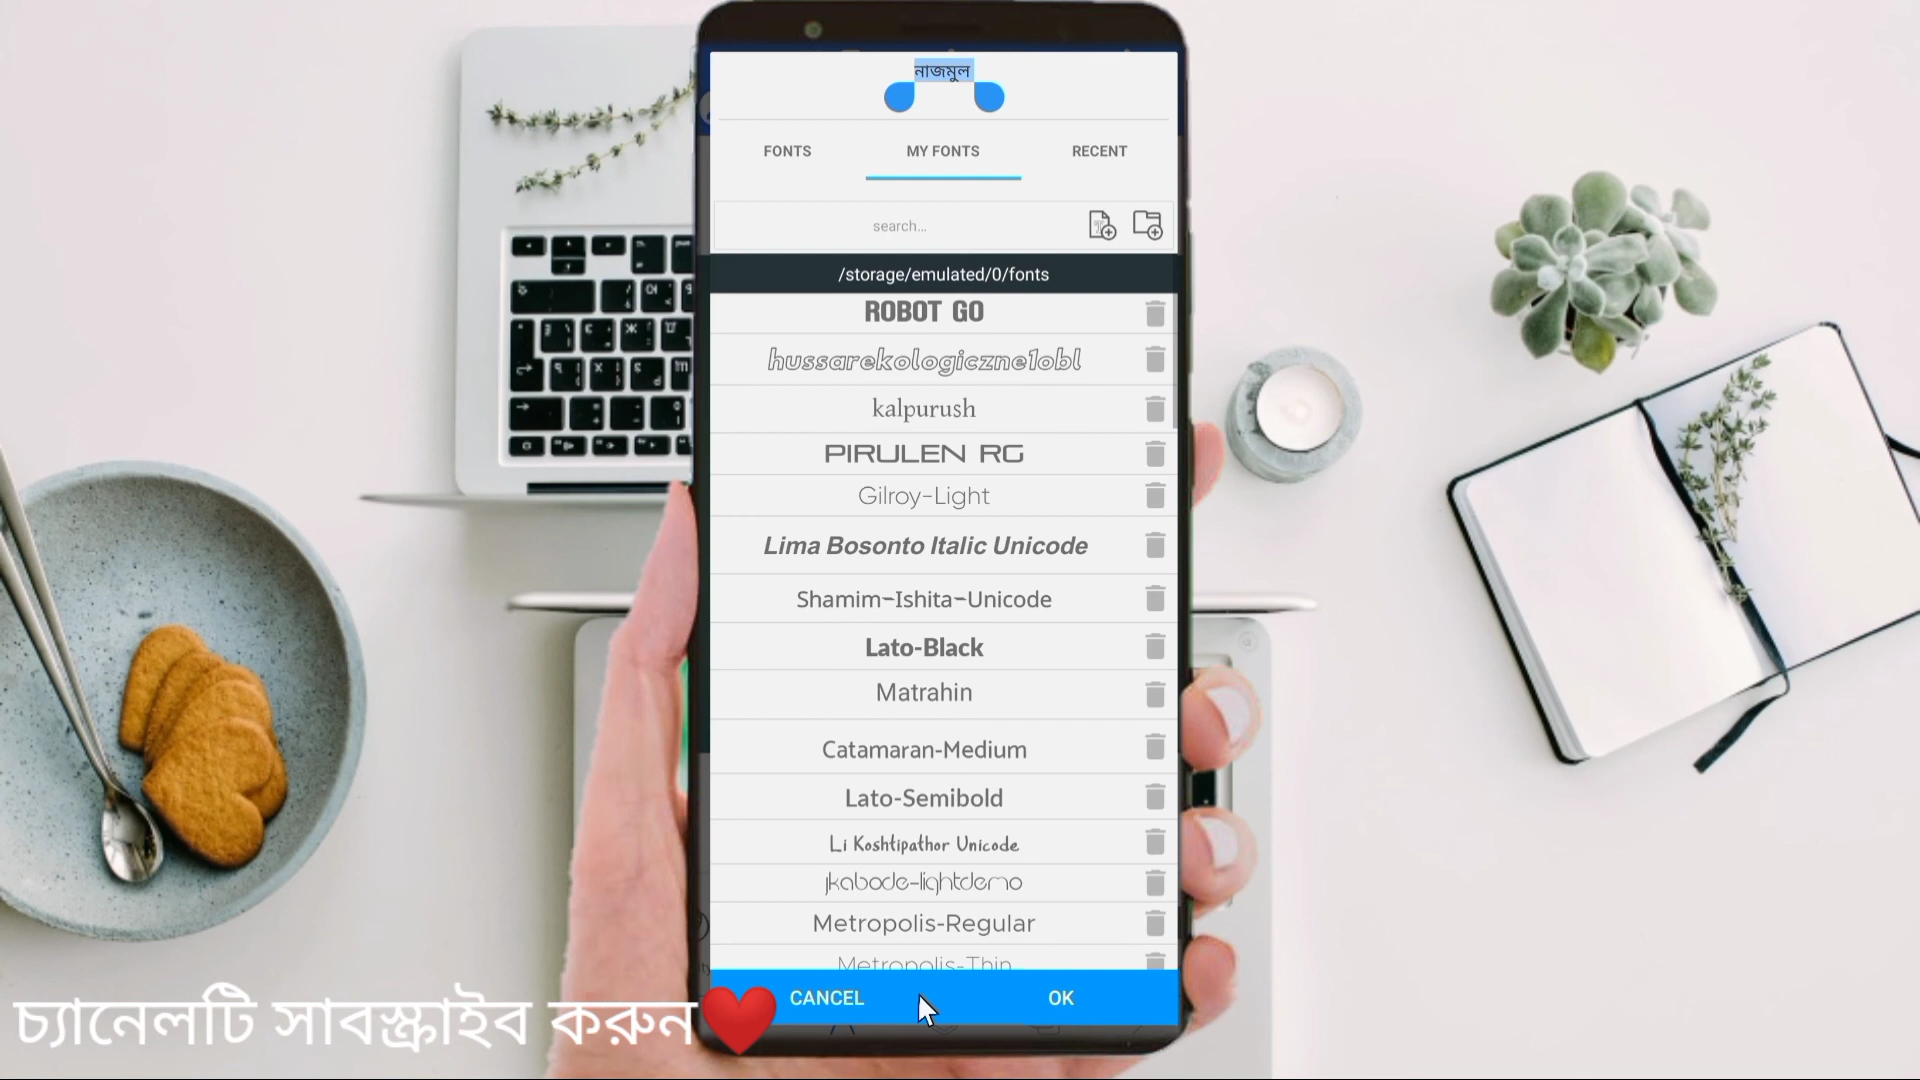 নাজমুল
FONTS
MY FONTS
RECENT
search...
/storage/emulated/0/fonts
ROBOT GO
hussarekologiczne1obl
kalpurush
PIRULEN RG
Gilroy-Light
Lima Bosonto Italic Unicode
Shamim-Ishita-Unicode
Lato-Black
Matrahin
Catamaran-Medium
Lato-Semibold
Li Koshtipathor Unicode
jkabode-lightdemo
Metropolis-Regular
Metropolis-Thin
CANCEL
OK
চ্যানেলটি সাবস্ক্রাইব করুন❤️